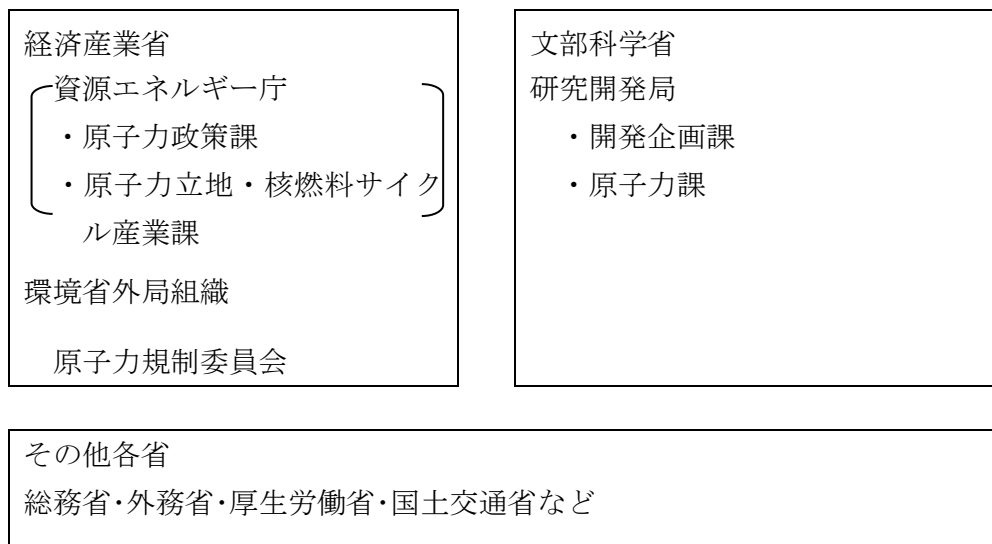 経済産業省
資源エネルギー庁
・原子力政策課
・原子力立地・核燃料サイク
ル産業課
環境省外局組織
原子力規制委員会
文部科学省
研究開発局
・開発企画課
・原子力課
その他各省
総務省・外務省・厚生労働省・国土交通省など